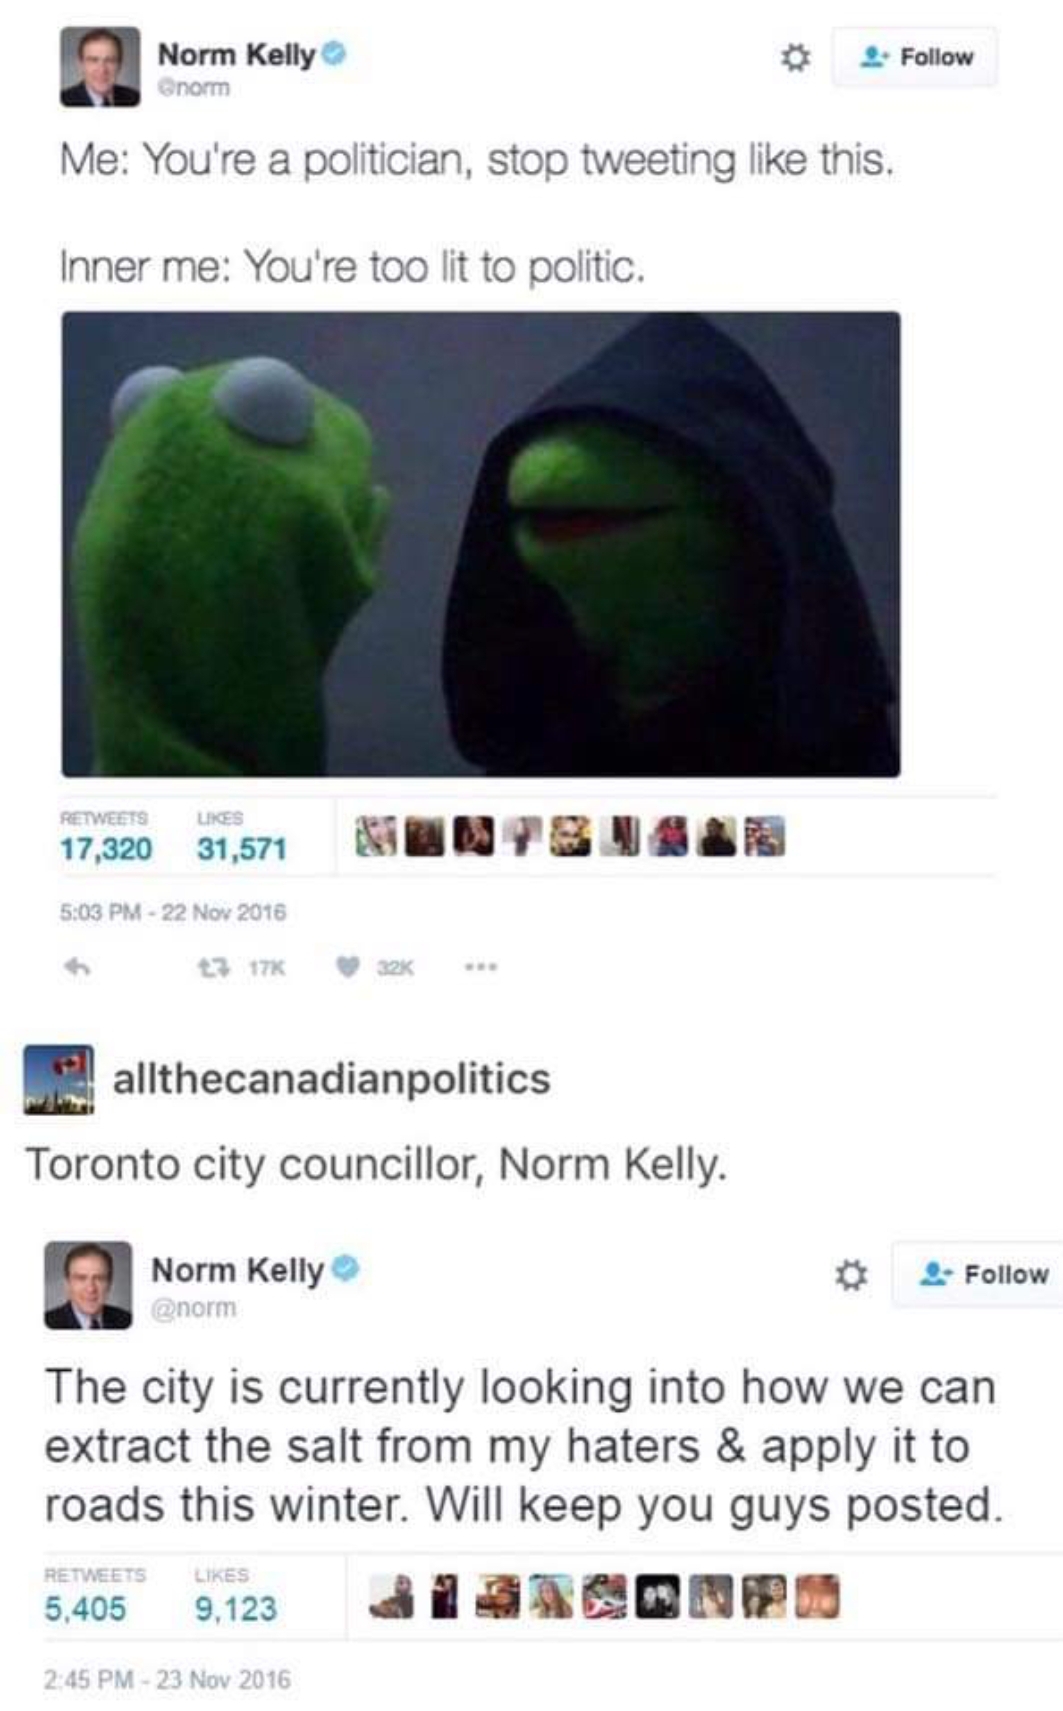 Norm Kelly
@norm
Follow
Me: You're a politician, stop tweeting like this.
Inner me: You're too lit to politic.
RETWEETS LIKES
17,320 31,571
5:03 PM - 22 Nov 2016
17K 32K •••
allthecanadianpolitics
Toronto city councillor, Norm Kelly.
Norm Kelly
@norm
Follow
The city is currently looking into how we can
extract the salt from my haters & apply it to
roads this winter. Will keep you guys posted.
RETWEETS LIKES
5,405 9,123
2:45 PM - 23 Nov 2016